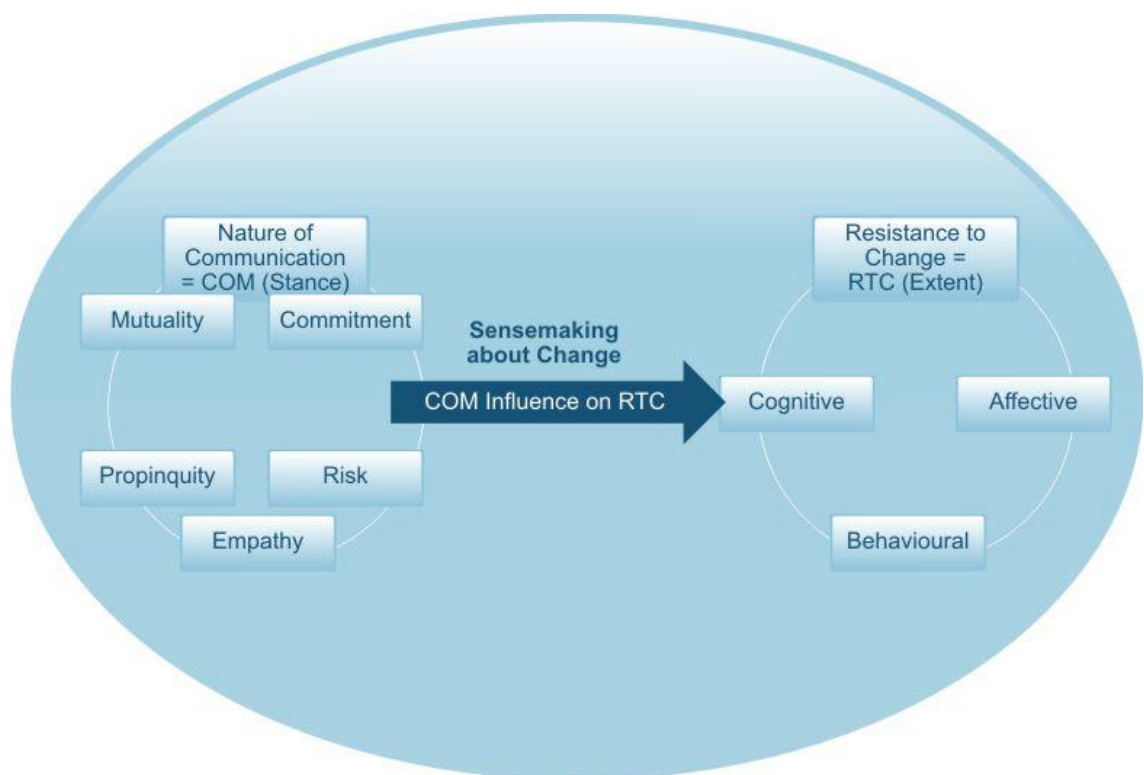 Nature of
Communication
= COM (Stance)
Mutuality
Commitment
Propinquity
Risk
Empathy
Sensemaking
about Change
COM Influence on RTC
Resistance to
Change =
RTC (Extent)
Cognitive
Affective
Behavioural